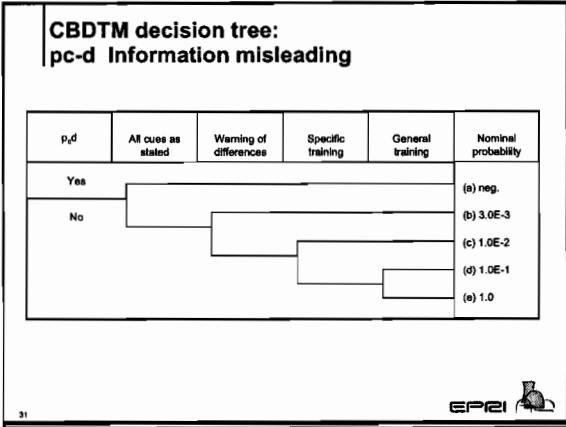 CBDTM decision tree:
pc-d Information misleading
pcd
All cues as
stated
Warning of
differences
Specific
training
General
training
Nominal
probability
Yes
No
(a) neg.
(b) 3.0E-3
(c) 1.0E-2
(d) 1.0E-1
(e) 1.0
31
EPRI